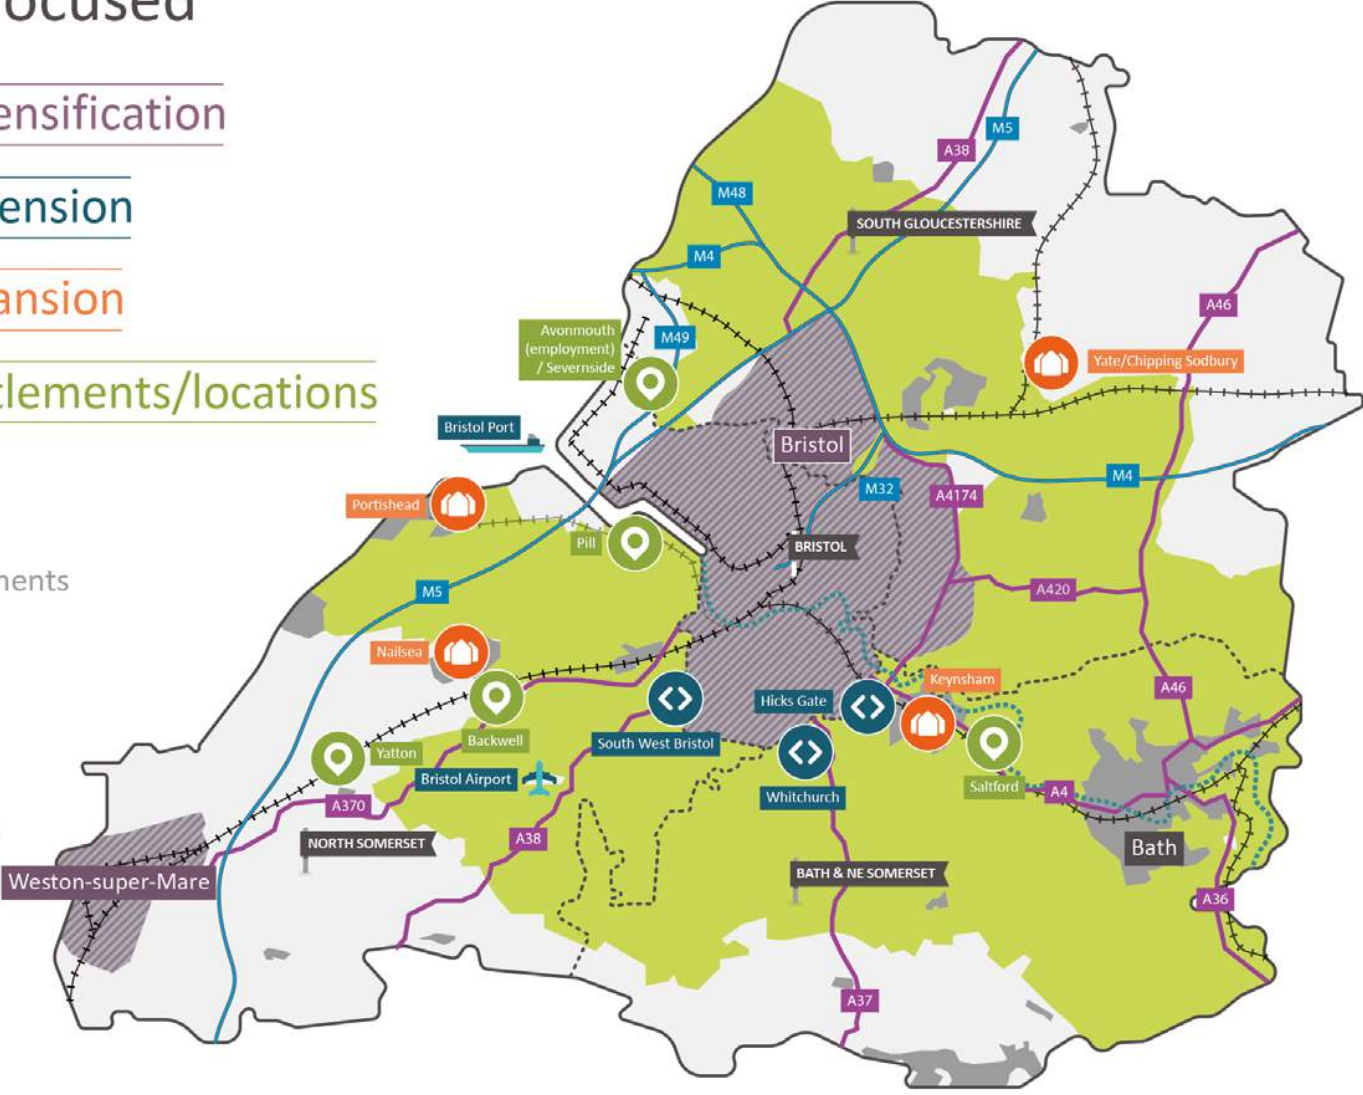 ocused
ensification
ension
ansion
tlements/locations
ments
M5
A38
M48
SOUTH GLOUCESTERSHIRE
M4
A46
Avonmouth
(employment)
/ Severnside
M49
Yate/Chipping Sodbury
Bristol Port
Bristol
M4
M32
A4174
Portishead
Pill
BRISTOL
M5
A420
Nailsea
Keynsham
A46
Hicks Gate
Backwell
South West Bristol
Yatton
Bristol Airport
Whitchurch
Saltford
A4
A370
NORTH SOMERSET
A38
Bath
Weston-super-Mare
BATH & NE SOMERSET
A36
A37